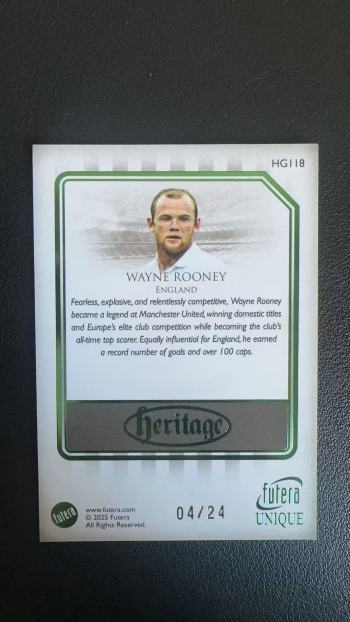 HG118
WAYNE ROONEY
ENGLAND
Fearless, explosive, and relentlessly competitive, Wayne Rooney
became a legend at Manchester United, winning domestic titles
and Europe's elite club competition while becoming the club's
all-time top scorer. Equally influential for England, he earned
a record number of goals and over 100 caps.
heritage
futera
www.futera.com
© 2025 Futera
All Rights Reserved.
04/24
futera
UNIQUE